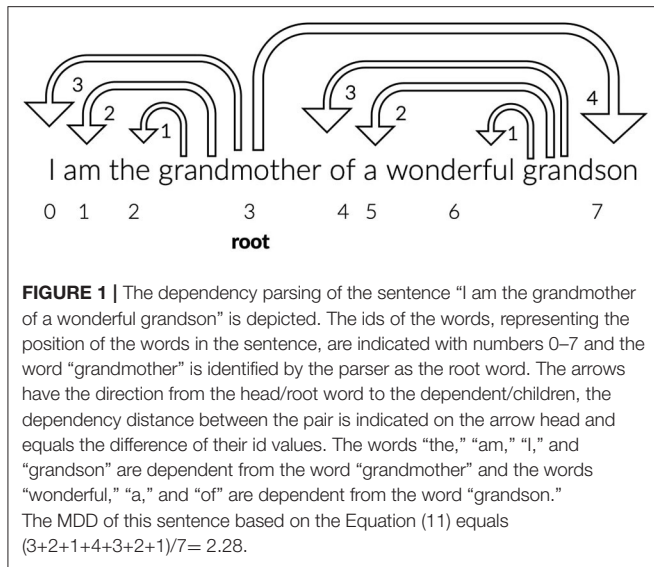 3 2 1 3 2 1 4
I am the grandmother of a wonderful grandson
0 1 2 3 4 5 6 7
root
FIGURE 1 | The dependency parsing of the sentence “I am the grandmother
of a wonderful grandson” is depicted. The ids of the words, representing the
position of the words in the sentence, are indicated with numbers 0–7 and the
word “grandmother” is identified by the parser as the root word. The arrows
have the direction from the head/root word to the dependent/children, the
dependency distance between the pair is indicated on the arrow head and
equals the difference of their id values. The words “the,” “am,” “I,” and
“grandson” are dependent from the word “grandmother” and the words
“wonderful,” “a,” and “of” are dependent from the word “grandson.”
The MDD of this sentence based on the Equation (11) equals
(3+2+1+4+3+2+1)/7= 2.28.